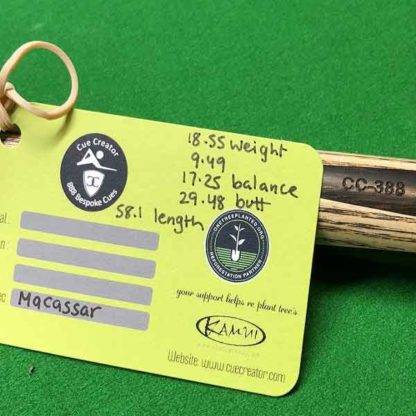 Cue Creator
BBB Bespoke Cues
18.55 weight
9.49
17.25 balance
29.48 butt
58.1 length
CC-388
ONETREEPLANTED.ORG
REFORESTATION PARTNER
Macassar
your support helps re plant tree's
KAMUI
Website: www.cuecreator.com